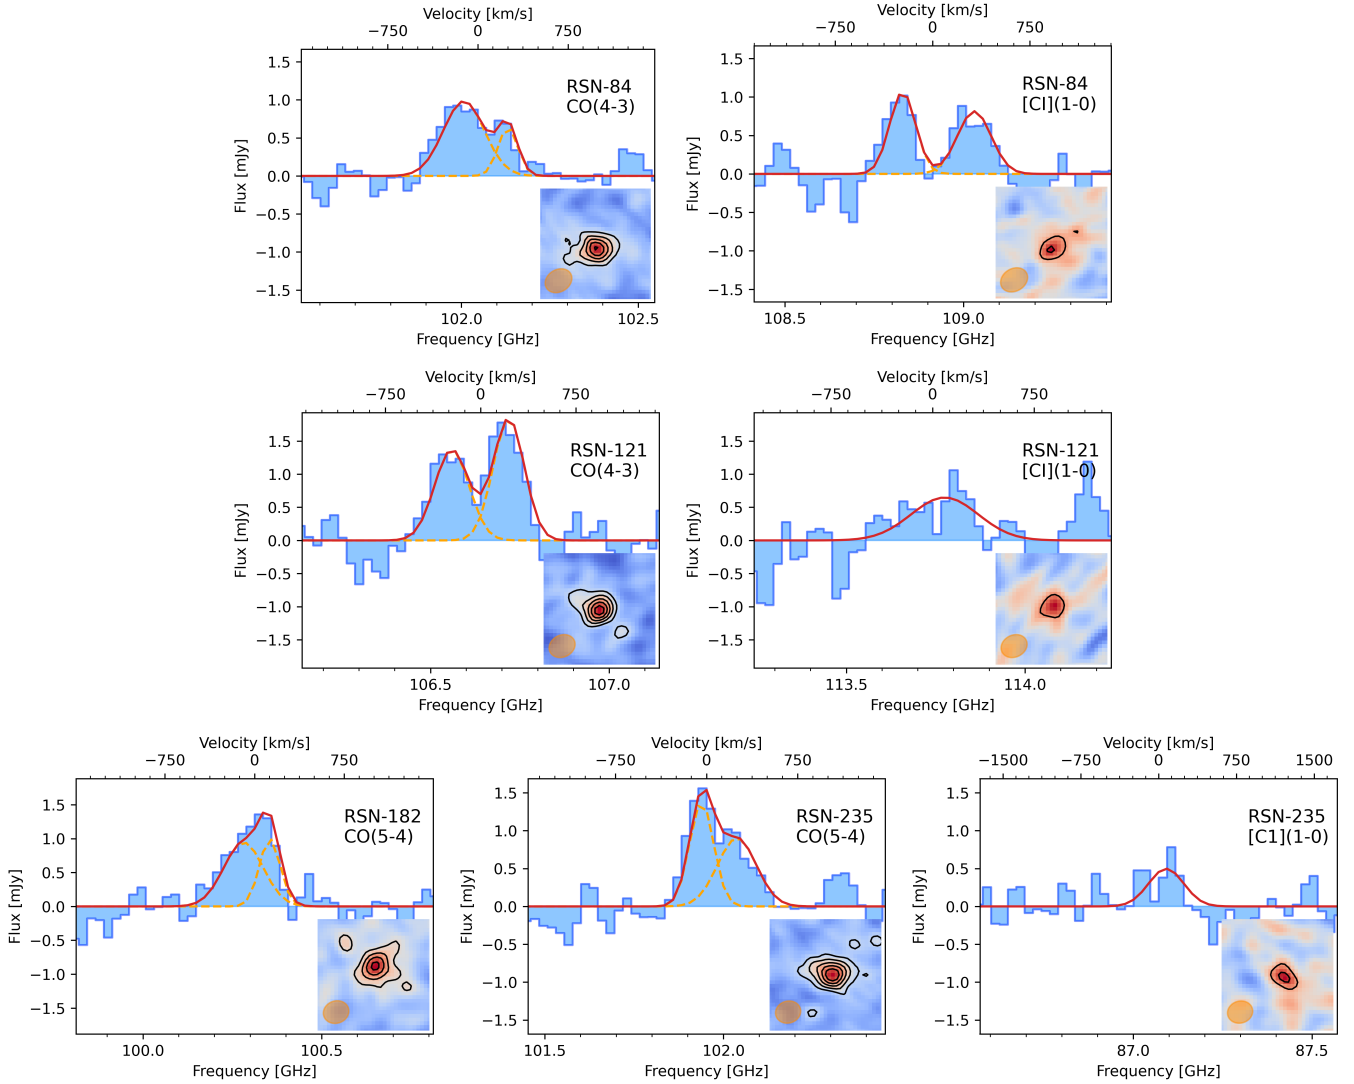 Velocity [km/s]
−750 0 750
RSN-84
CO(4-3)
Flux [mJy]
1.5
1.0
0.5
0.0
−0.5
−1.0
−1.5
102.0 102.5
Frequency [GHz]
Velocity [km/s]
−750 0 750
RSN-84
[CI](1-0)
Flux [mJy]
1.5
1.0
0.5
0.0
−0.5
−1.0
−1.5
108.5 109.0
Frequency [GHz]
Velocity [km/s]
−750 0 750
RSN-121
CO(4-3)
Flux [mJy]
1.5
1.0
0.5
0.0
−0.5
−1.0
−1.5
106.5 107.0
Frequency [GHz]
Velocity [km/s]
−750 0 750
RSN-121
[CI](1-0)
Flux [mJy]
1.5
1.0
0.5
0.0
−0.5
−1.0
−1.5
113.5 114.0
Frequency [GHz]
Velocity [km/s]
−750 0 750
RSN-182
CO(5-4)
Flux [mJy]
1.5
1.0
0.5
0.0
−0.5
−1.0
−1.5
100.0 100.5
Frequency [GHz]
Velocity [km/s]
−750 0 750
RSN-235
CO(5-4)
Flux [mJy]
1.5
1.0
0.5
0.0
−0.5
−1.0
−1.5
101.5 102.0
Frequency [GHz]
Velocity [km/s]
−1500 −750 0 750 1500
RSN-235
[C1](1-0)
Flux [mJy]
1.5
1.0
0.5
0.0
−0.5
−1.0
−1.5
87.0 87.5
Frequency [GHz]